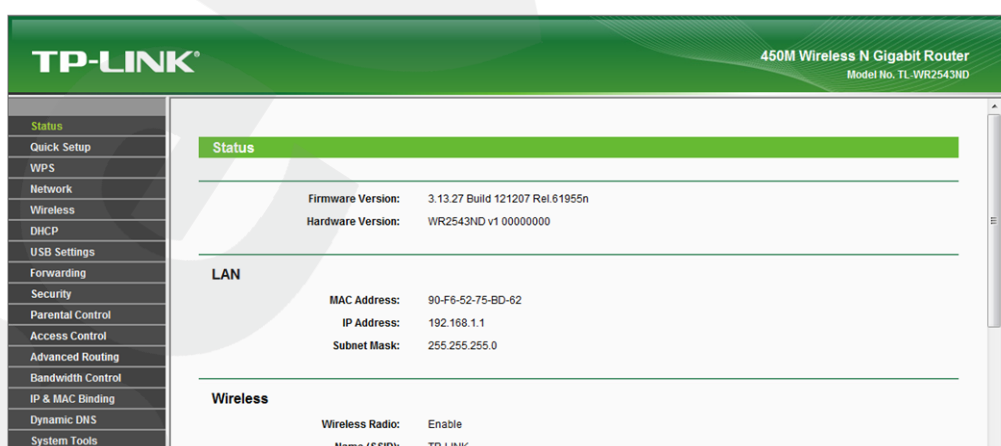 TP-LINK®
450M Wireless N Gigabit Router
Model No. TL-WR2543ND
Status
Quick Setup
WPS
Network
Wireless
DHCP
USB Settings
Forwarding
Security
Parental Control
Access Control
Advanced Routing
Bandwidth Control
IP & MAC Binding
Dynamic DNS
System Tools
Status
Firmware Version: 3.13.27 Build 121207 Rel.61955n
Hardware Version: WR2543ND v1 00000000
LAN
MAC Address: 90-F6-52-75-BD-62
IP Address: 192.168.1.1
Subnet Mask: 255.255.255.0
Wireless
Wireless Radio: Enable
Name (SSID): TP-LINK